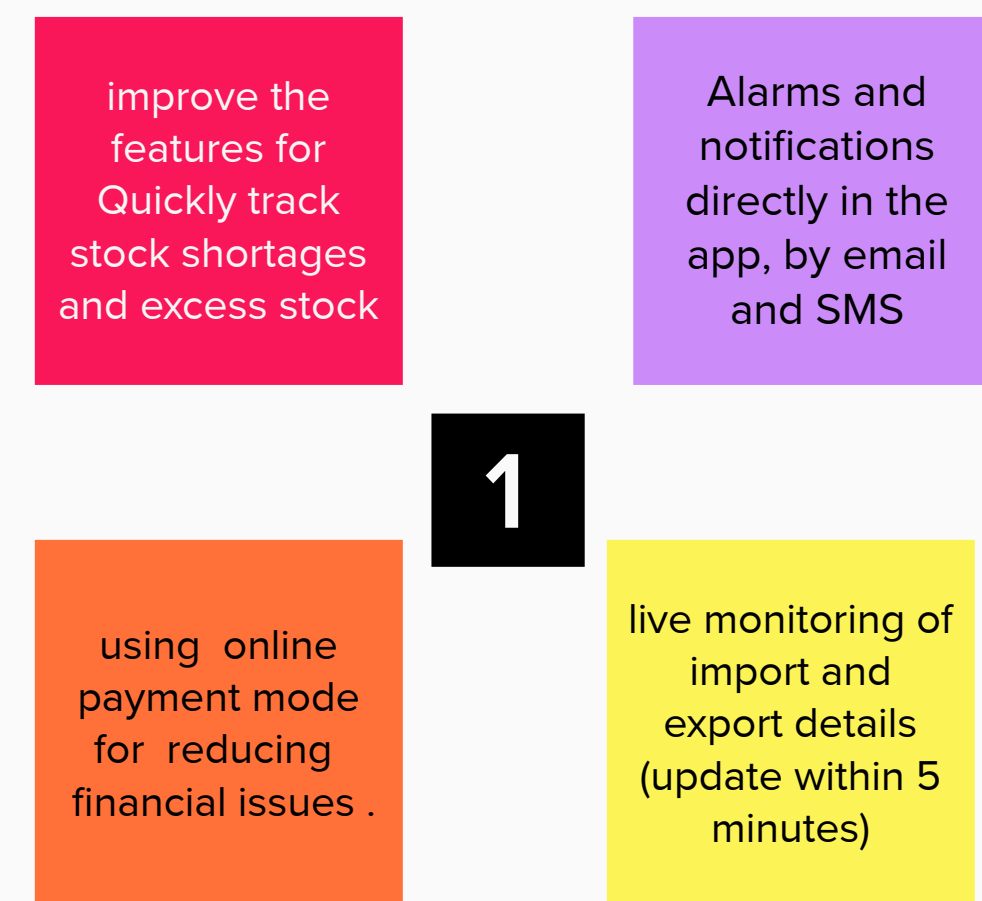 improve the
features for
Quickly track
stock shortages
and excess stock
Alarms and
notifications
directly in the
app, by email
and SMS
1
using  online
payment mode
for  reducing
financial issues .
live monitoring of
import and
export details
(update within 5
minutes)